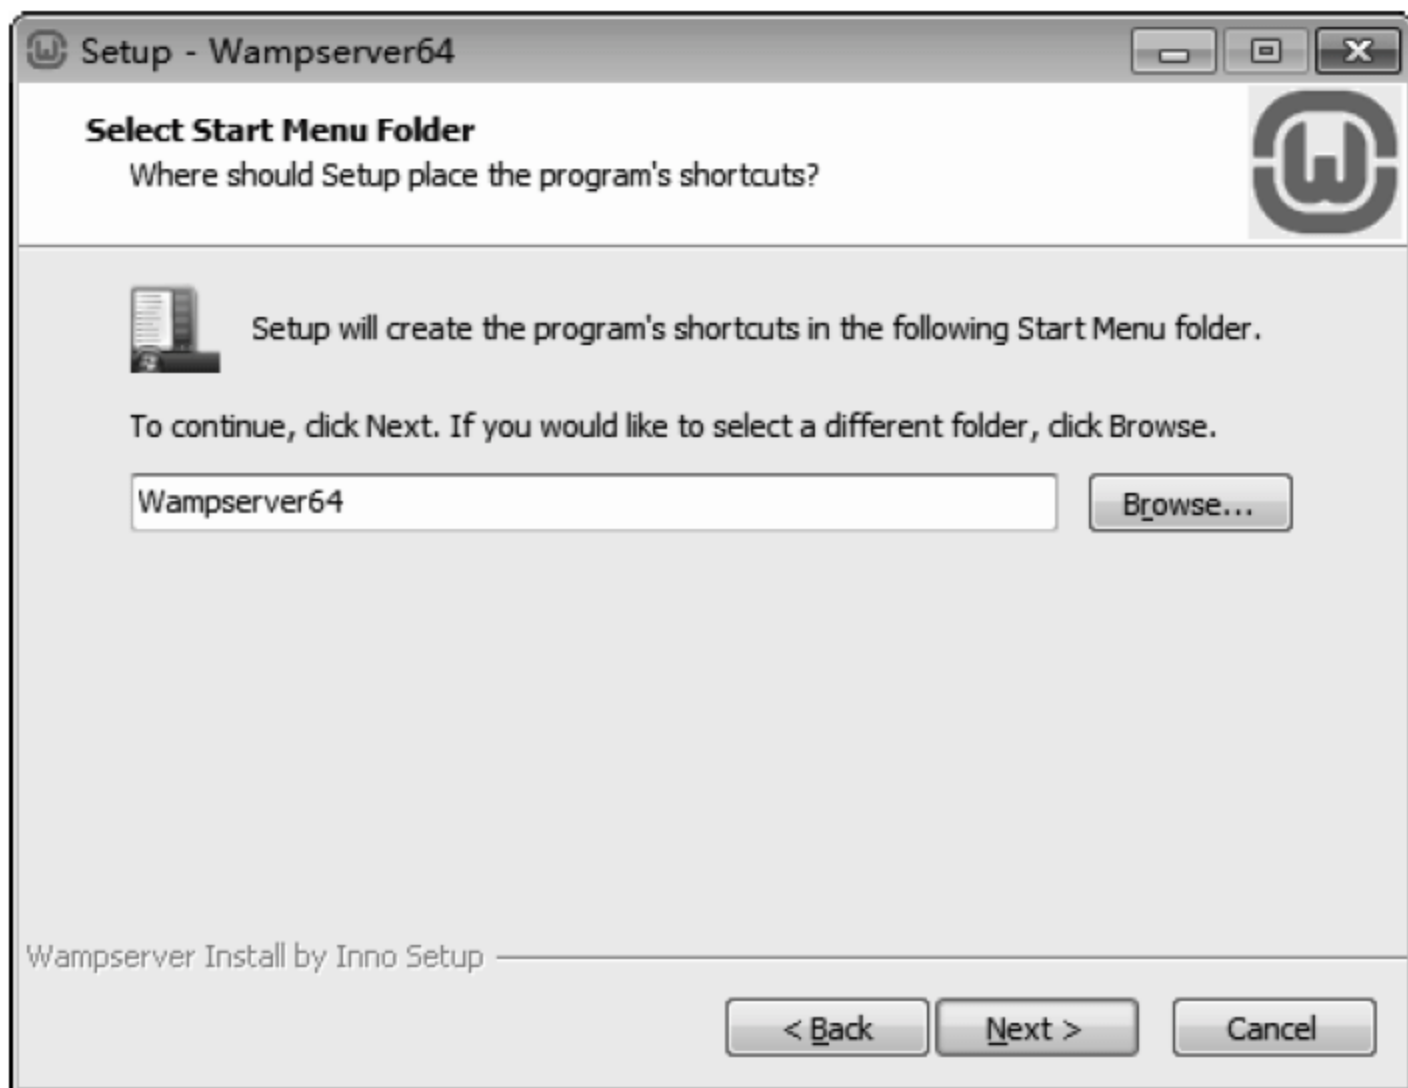 Setup - Wampserver64
Select Start Menu Folder
Where should Setup place the program's shortcuts?
Setup will create the program's shortcuts in the following Start Menu folder.
To continue, click Next. If you would like to select a different folder, click Browse.
Wampserver64
Browse...
Wampserver Install by Inno Setup
< Back
Next >
Cancel